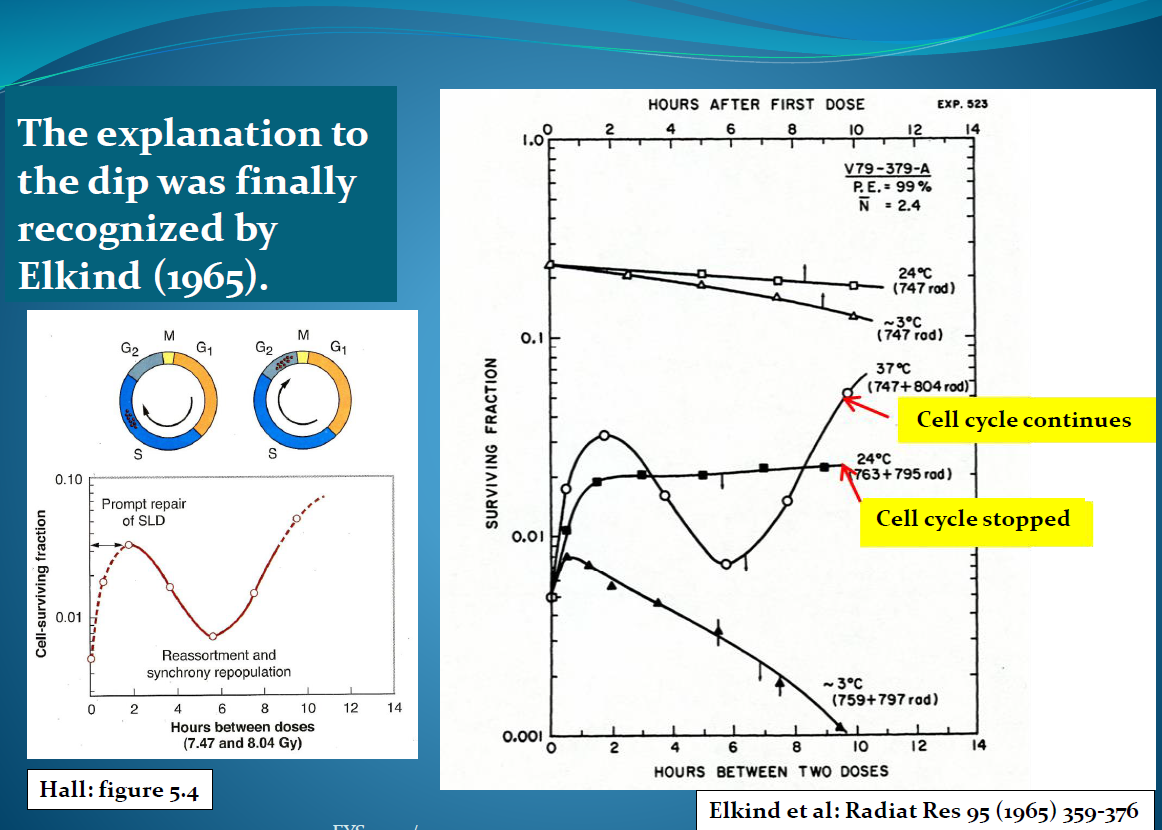 The explanation to
the dip was finally
recognized by
Elkind (1965).
M
G₂
G₁
S
M
G₂
G₁
S
0.10
0.01
Cell-surviving fraction
Prompt repair
of SLD
Reassortment and
synchrony repopulation
0 2 4 6 8 10 12 14
Hours between doses
(7.47 and 8.04 Gy)
Hall: figure 5.4
HOURS AFTER FIRST DOSE
EXP. 523
0 2 4 6 8 10 12 14
1.0
0.1
0.01
0.001
SURVIVING FRACTION
V79-379-A
P.E.= 99%
N̄ = 2.4
24°C
(747 rad)
~3°C
(747 rad)
37°C
(747+804 rad)
Cell cycle continues
24°C
(763+795 rad)
Cell cycle stopped
~3°C
(759+797 rad)
0 2 4 6 8 10 12 14
HOURS BETWEEN TWO DOSES
Elkind et al: Radiat Res 95 (1965) 359-376